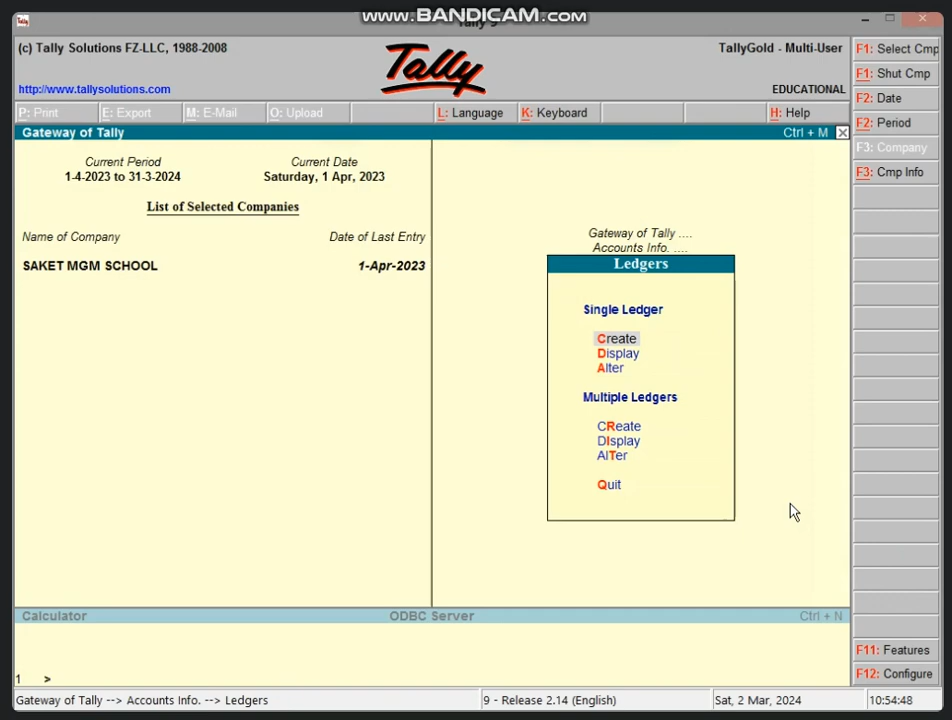 www.BANDICAM.com
(c) Tally Solutions FZ-LLC, 1988-2008
Tally
TallyGold - Multi-User
http://www.tallysolutions.com
EDUCATIONAL
P: Print E: Export M: E-Mail O: Upload L: Language K: Keyboard H: Help
Gateway of Tally Ctrl + M
Current Period Current Date
1-4-2023 to 31-3-2024 Saturday, 1 Apr, 2023
List of Selected Companies
Name of Company Date of Last Entry
SAKET MGM SCHOOL 1-Apr-2023
Gateway of Tally ....
Accounts Info. ....
Ledgers
Single Ledger
Create
Display
Alter
Multiple Ledgers
CReate
DIsplay
AlTer
Quit
F1: Select Cmp
F1: Shut Cmp
F2: Date
F2: Period
F3: Company
F3: Cmp Info
F11: Features
F12: Configure
Calculator ODBC Server Ctrl + N
1 >
Gateway of Tally --> Accounts Info. --> Ledgers 9 - Release 2.14 (English) Sat, 2 Mar, 2024 10:54:48